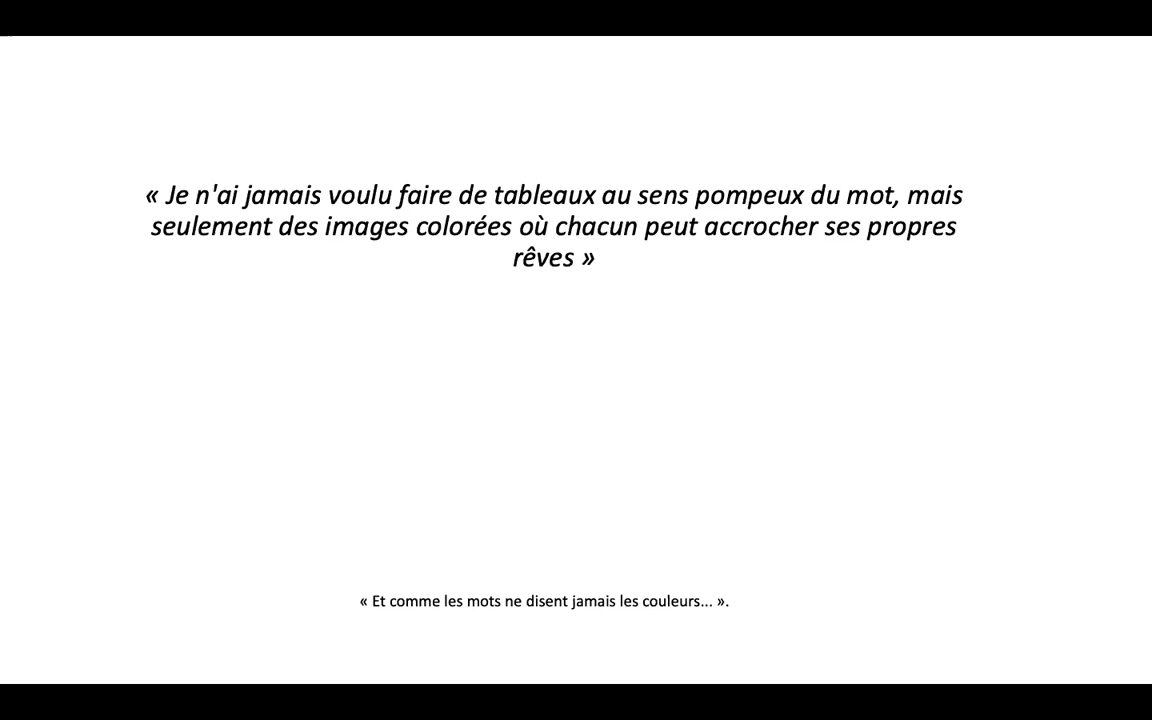 « Je n'ai jamais voulu faire de tableaux au sens pompeux du mot, mais
seulement des images colorées où chacun peut accrocher ses propres
rêves »
« Et comme les mots ne disent jamais les couleurs... ».